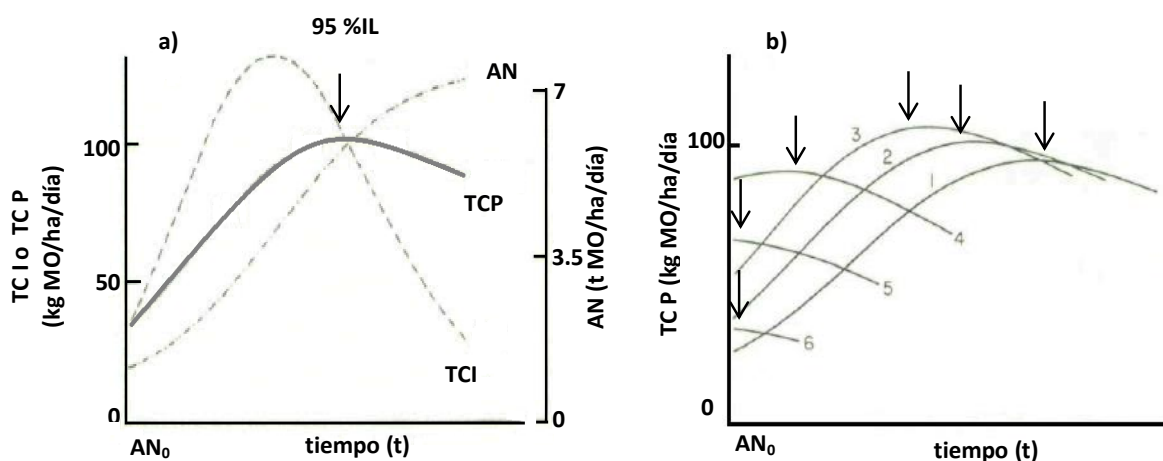 a)
95 %IL
AN
7
100
TCP
50
3.5
TCI
0
0
TC I o TC P
(kg MO/ha/día)
AN (t MO/ha/día)
AN₀
tiempo (t)
b)
100
3
2
1
4
5
6
0
TC P (kg MO/ha/día)
AN₀
tiempo (t)